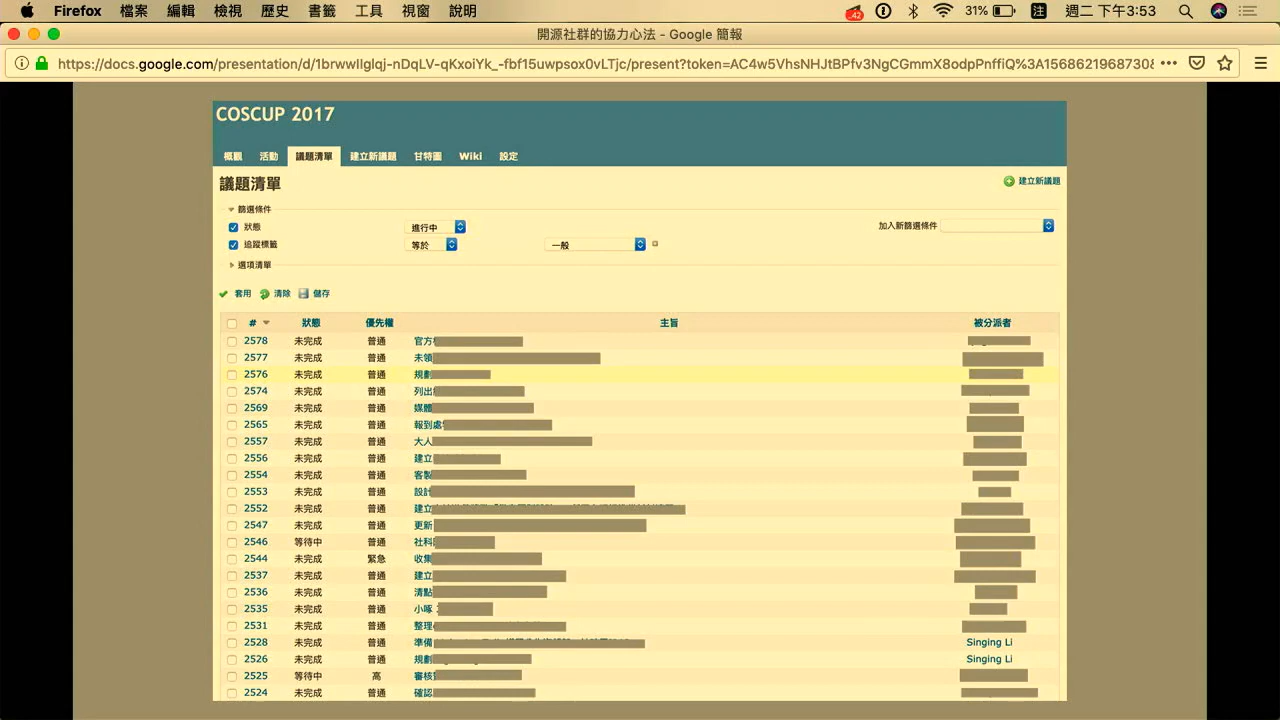 Firefox 檔案 編輯 檢視 歷史 書籤 工具 視窗 說明 .42 31% 注 週二 下午3:53
開源社群的協力心法 - Google 簡報
COSCUP 2017
概觀 活動 議題清單 建立新議題 甘特圖 Wiki 設定
議題清單 建立新議題
篩選條件
狀態 進行中 加入新篩選條件
追蹤標籤 等於 一般
選項清單
套用 清除 儲存
# 狀態 優先權 主旨 被分派者
2578 未完成 普通 官方
2577 未完成 普通 未領
2576 未完成 普通 規劃
2574 未完成 普通 列出
2569 未完成 普通 媒體
2565 未完成 普通 報到處
2557 未完成 普通 大人
2556 未完成 普通 建立
2554 未完成 普通 客製
2553 未完成 普通 設計
2552 未完成 普通 建立
2547 未完成 普通 更新
2546 等待中 普通 社科
2544 未完成 緊急 收集
2537 未完成 普通 建立
2536 未完成 普通 清點
2535 未完成 普通 小啄
2531 未完成 普通 整理
2528 未完成 普通 準備 Singing Li
2526 未完成 普通 規劃 Singing Li
2525 等待中 高 審核
2524 未完成 普通 確認